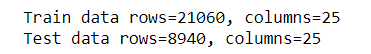 Train data rows=21060, columns=25
Test data rows=8940, columns=25